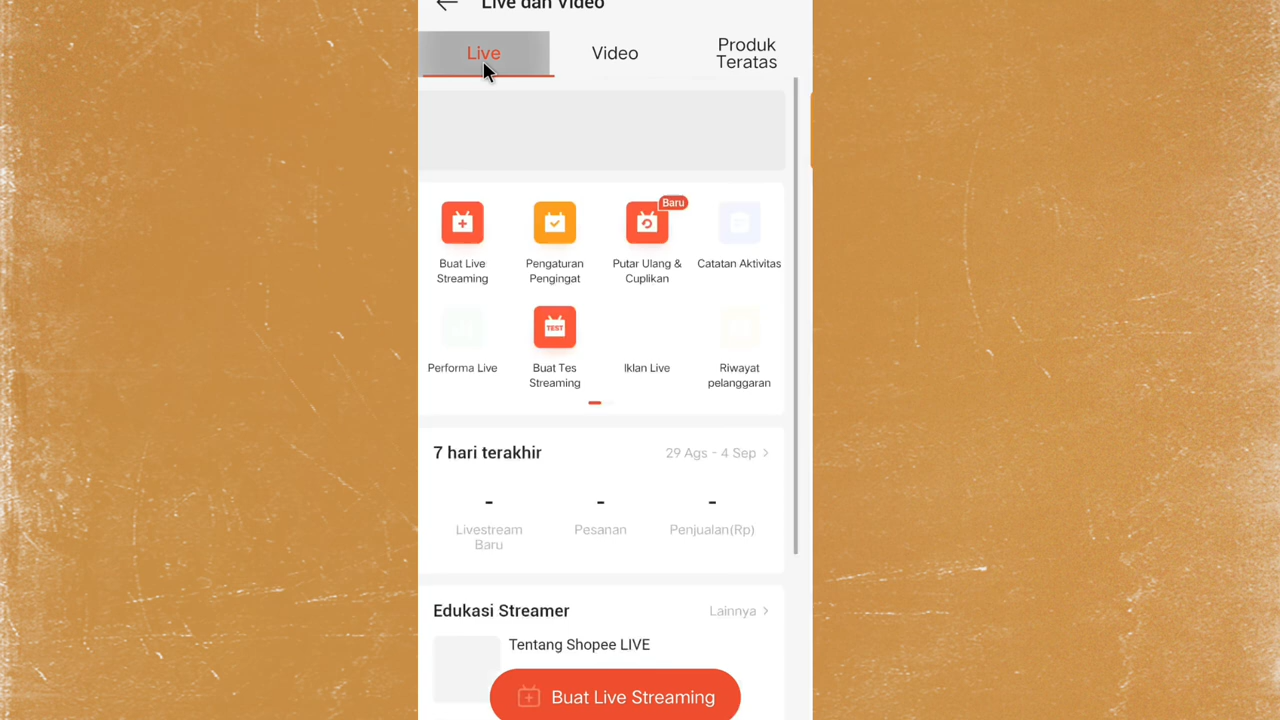 Live dan Video
Live
Video
Produk
Teratas
Baru
Buat Live
Streaming
Pengaturan
Pengingat
Putar Ulang &
Cuplikan
Catatan Aktivitas
TEST
Performa Live
Buat Tes
Streaming
Iklan Live
Riwayat
pelanggaran
7 hari terakhir
29 Ags - 4 Sep
-
-
-
Livestream
Baru
Pesanan
Penjualan(Rp)
Edukasi Streamer
Lainnya
Tentang Shopee LIVE
Buat Live Streaming